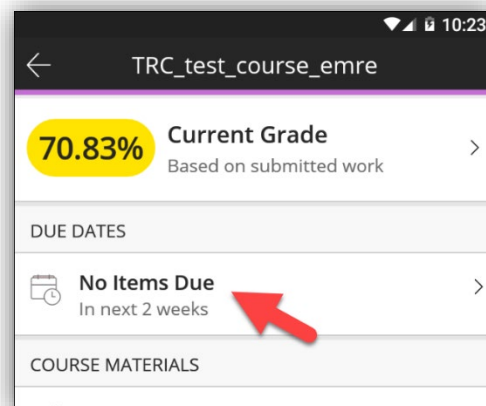 10:23
TRC_test_course_emre
70.83%
Current Grade
Based on submitted work
DUE DATES
No Items Due
In next 2 weeks
COURSE MATERIALS